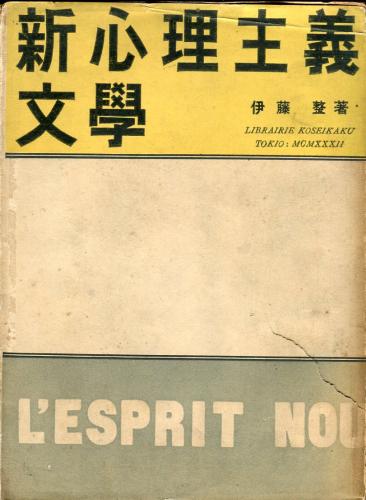 新心理主義
文學
伊藤 整著
LIBRAIRIE KOSEIKAKU
TOKIO: MCMXXXII
L'ESPRIT NOU